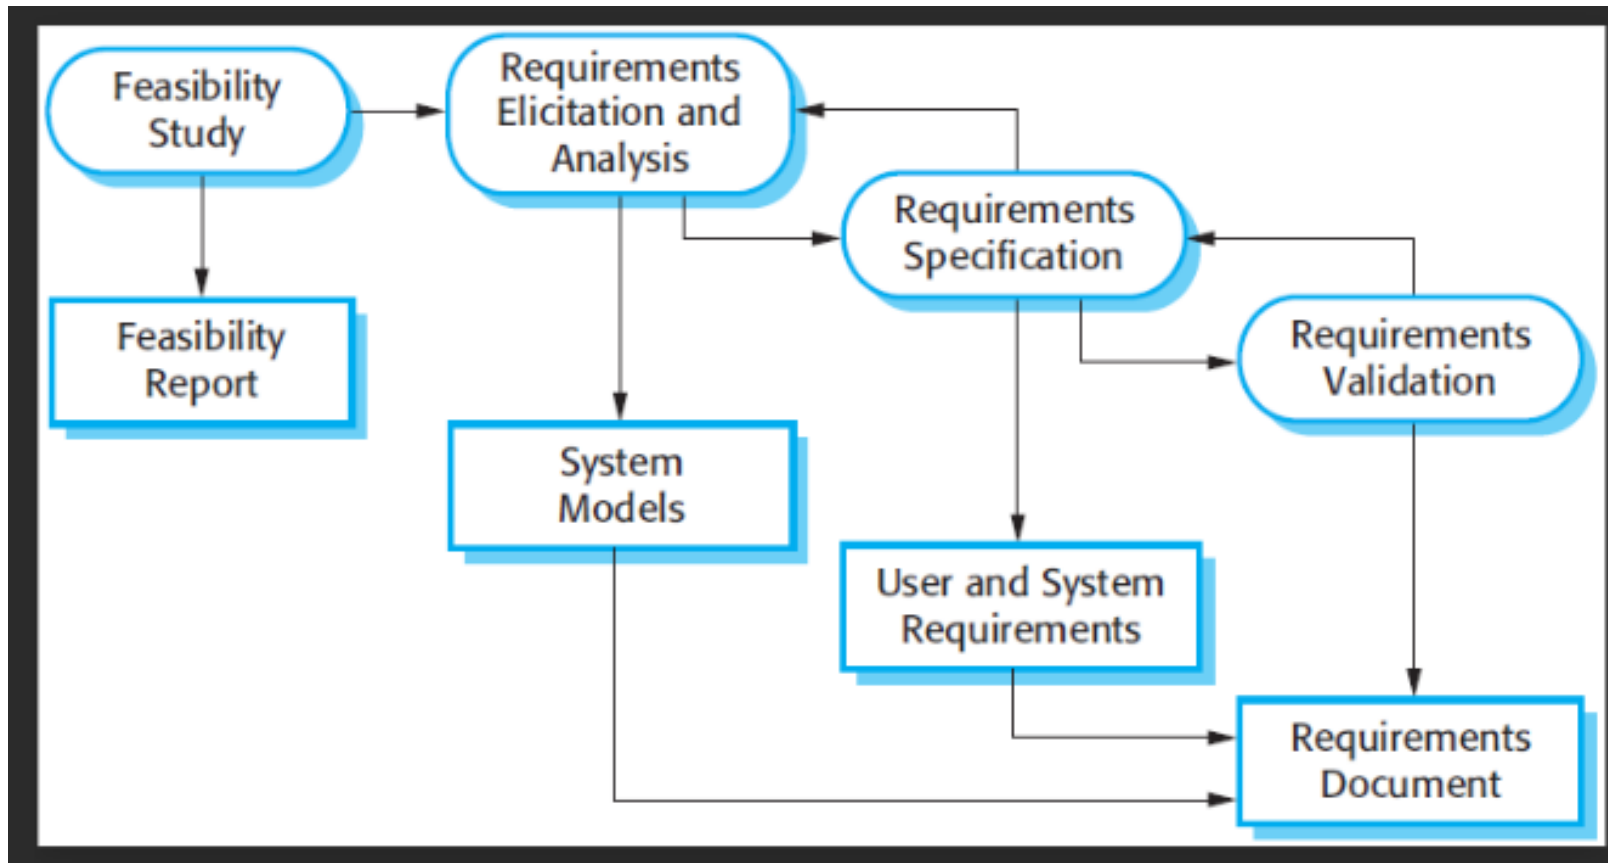 Feasibility
Study
Requirements
Elicitation and
Analysis
Requirements
Specification
Requirements
Validation
Feasibility
Report
System
Models
User and System
Requirements
Requirements
Document